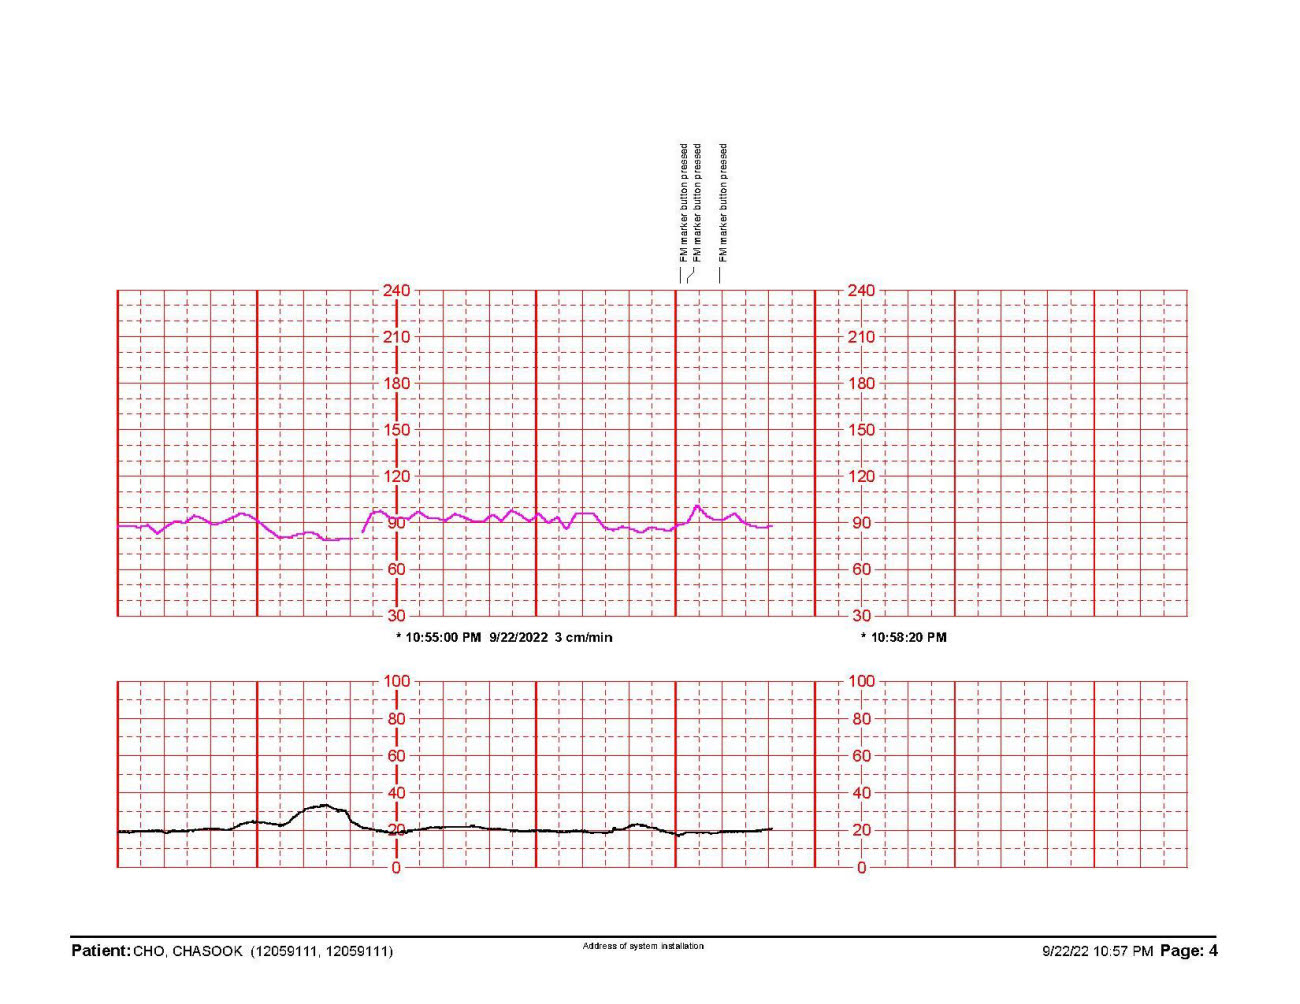 FM marker button pressed
FM marker button pressed
FM marker button pressed
240 240
210 210
180 180
150 150
120 120
90 90
60 60
30 30
* 10:55:00 PM 9/22/2022 3 cm/min * 10:58:20 PM
100 100
80 80
60 60
40 40
20 20
0 0
Patient: CHO, CHASOOK (12059111, 12059111) Address of system installation 9/22/22 10:57 PM Page: 4